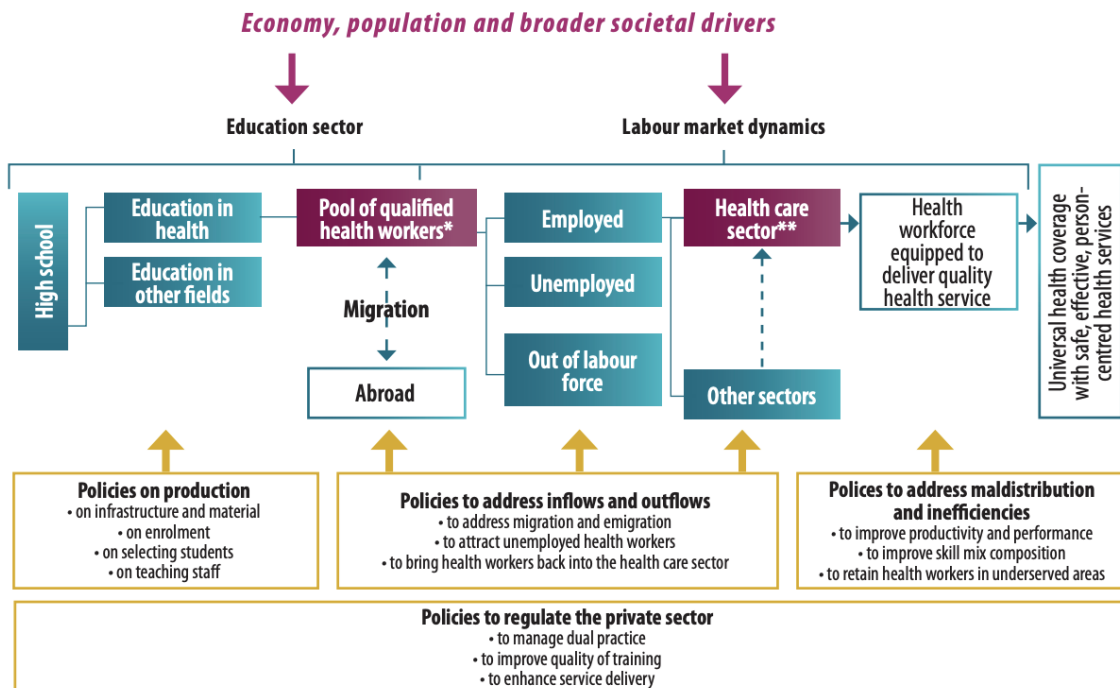 Economy, population and broader societal drivers
Education sector
Labour market dynamics
High school
Education in
health
Education in
other fields
Pool of qualified
health workers*
Migration
Abroad
Employed
Unemployed
Out of labour
force
Health care
sector**
Other sectors
Health
workforce
equipped to
deliver quality
health service
Universal health coverage
with safe, effective, person-
centred health services
Policies on production
• on infrastructure and material
• on enrolment
• on selecting students
• on teaching staff
Policies to address inflows and outflows
• to address migration and emigration
• to attract unemployed health workers
• to bring health workers back into the health care sector
Polices to address maldistribution
and inefficiencies
• to improve productivity and performance
• to improve skill mix composition
• to retain health workers in underserved areas
Policies to regulate the private sector
• to manage dual practice
• to improve quality of training
• to enhance service delivery